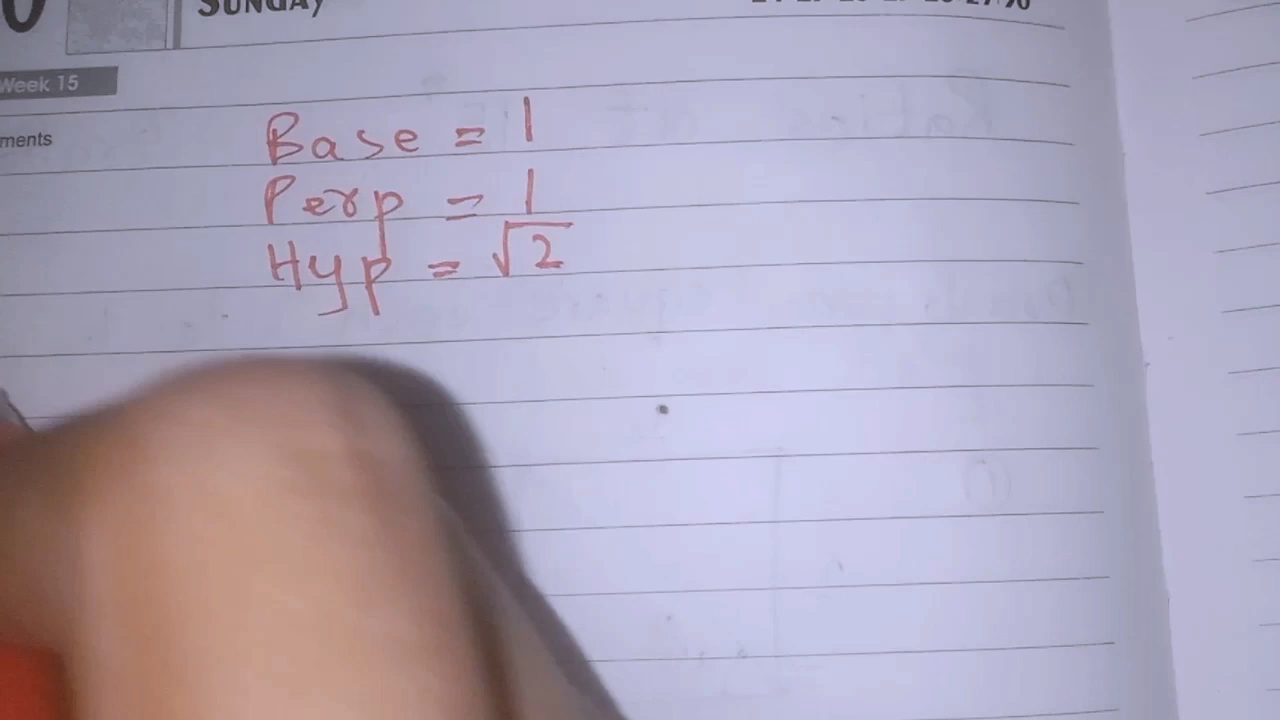 SUNDAY
Week 15
ments
Base = 1
Perp = 1
Hyp = √2